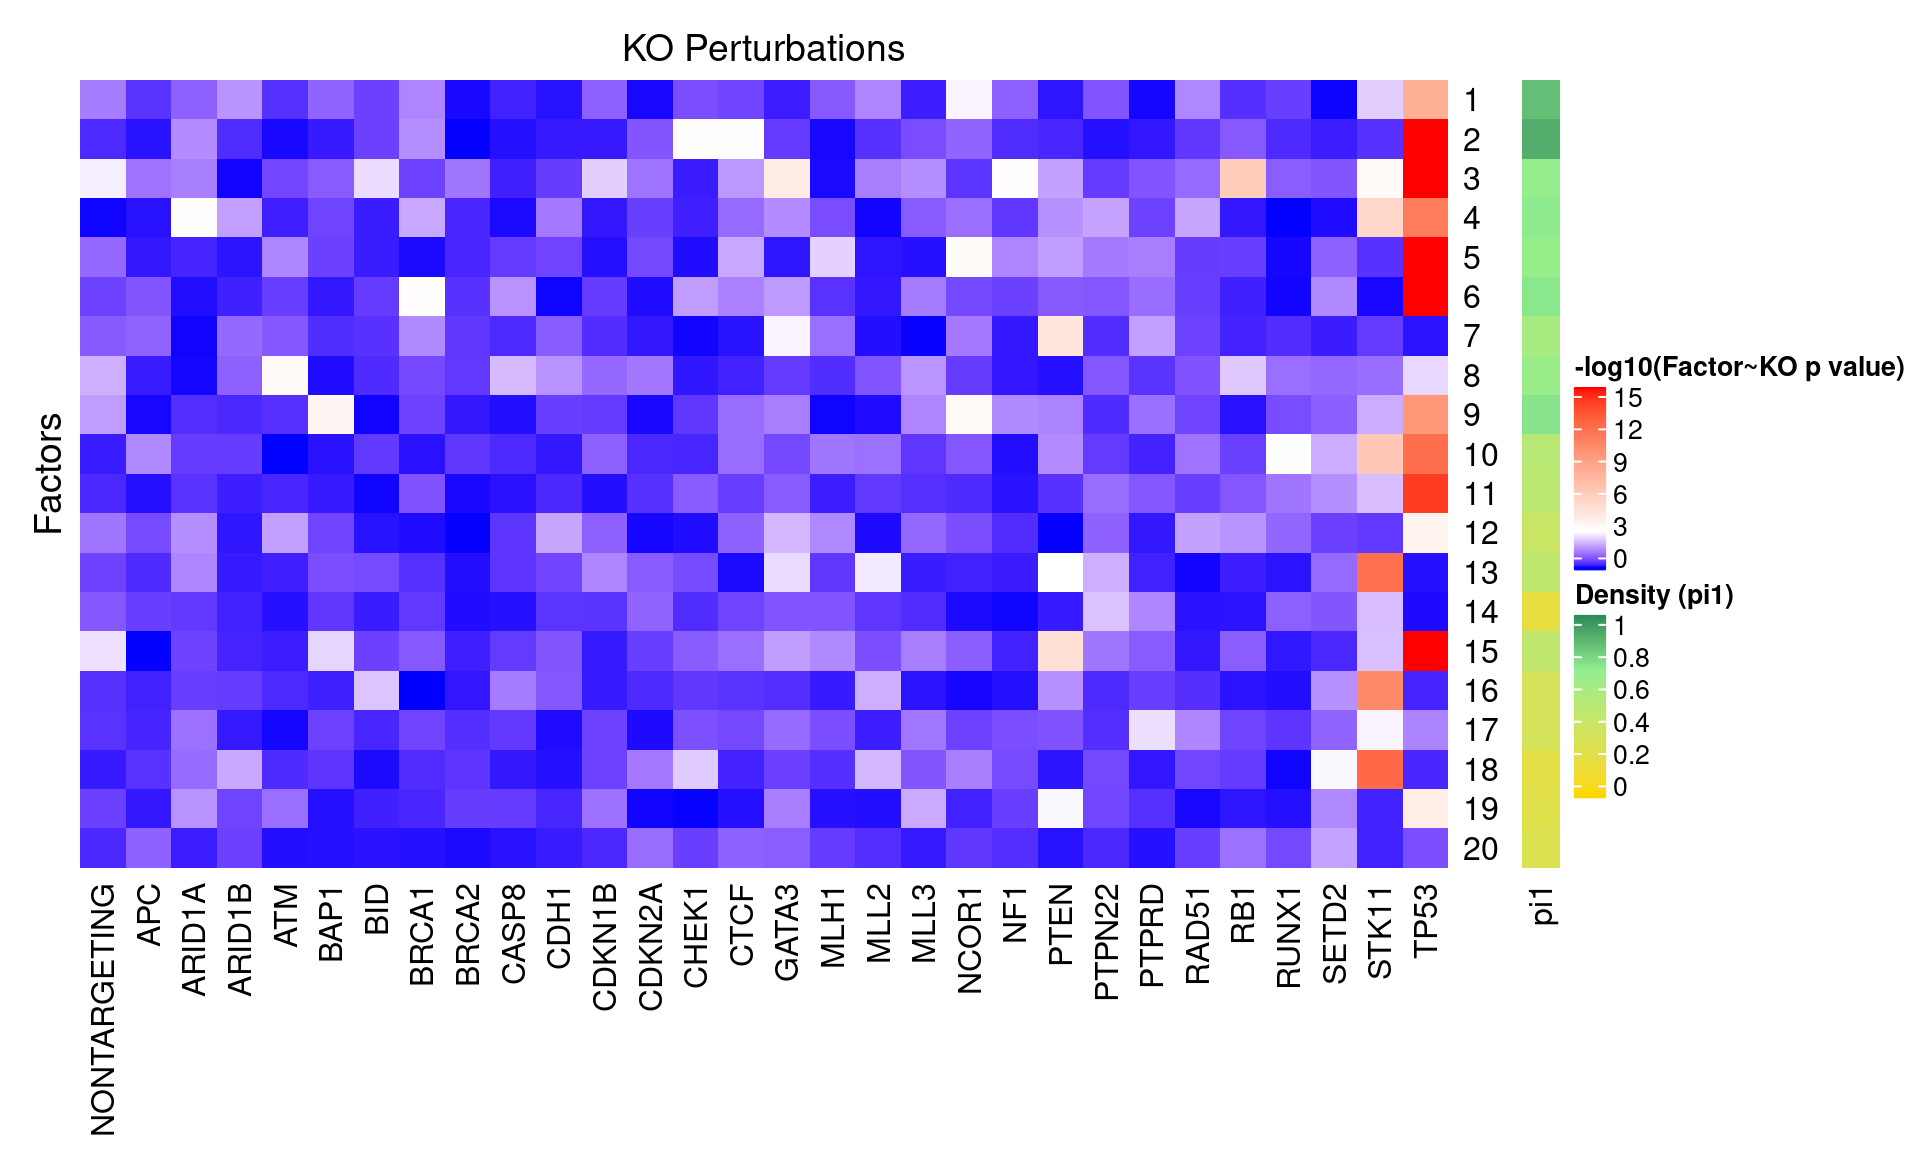 KO Perturbations
Factors
1
2
3
4
5
6
7
8
9
10
11
12
13
14
15
16
17
18
19
20
NONTARGETING
APC
ARID1A
ARID1B
ATM
BAP1
BID
BRCA1
BRCA2
CASP8
CDH1
CDKN1B
CDKN2A
CHEK1
CTCF
GATA3
MLH1
MLL2
MLL3
NCOR1
NF1
PTEN
PTPN22
PTPRD
RAD51
RB1
RUNX1
SETD2
STK11
TP53
pi1
-log10(Factor~KO p value)
15
12
9
6
3
0
Density (pi1)
1
0.8
0.6
0.4
0.2
0